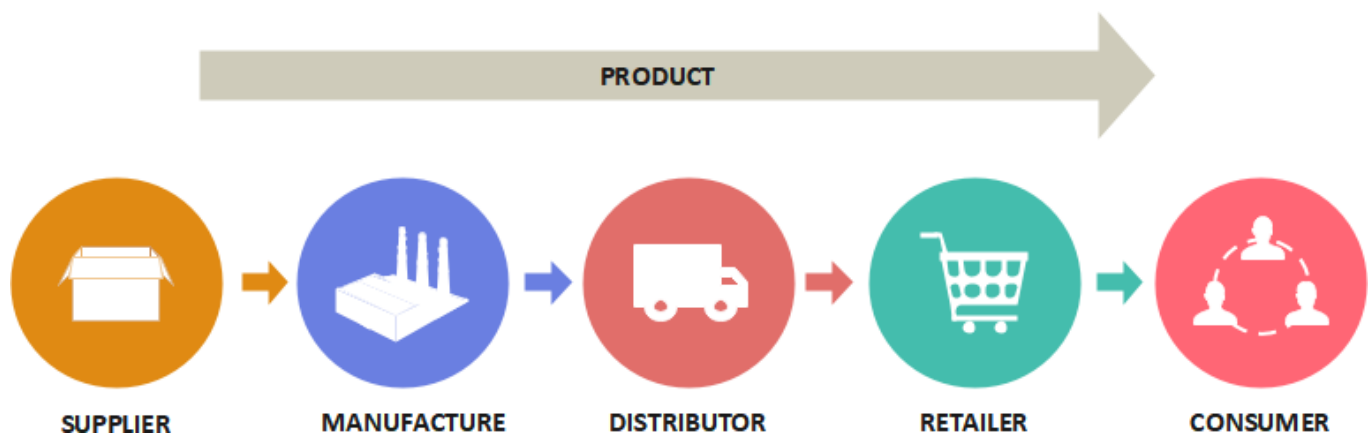 PRODUCT
SUPPLIER
MANUFACTURE
DISTRIBUTOR
RETAILER
CONSUMER